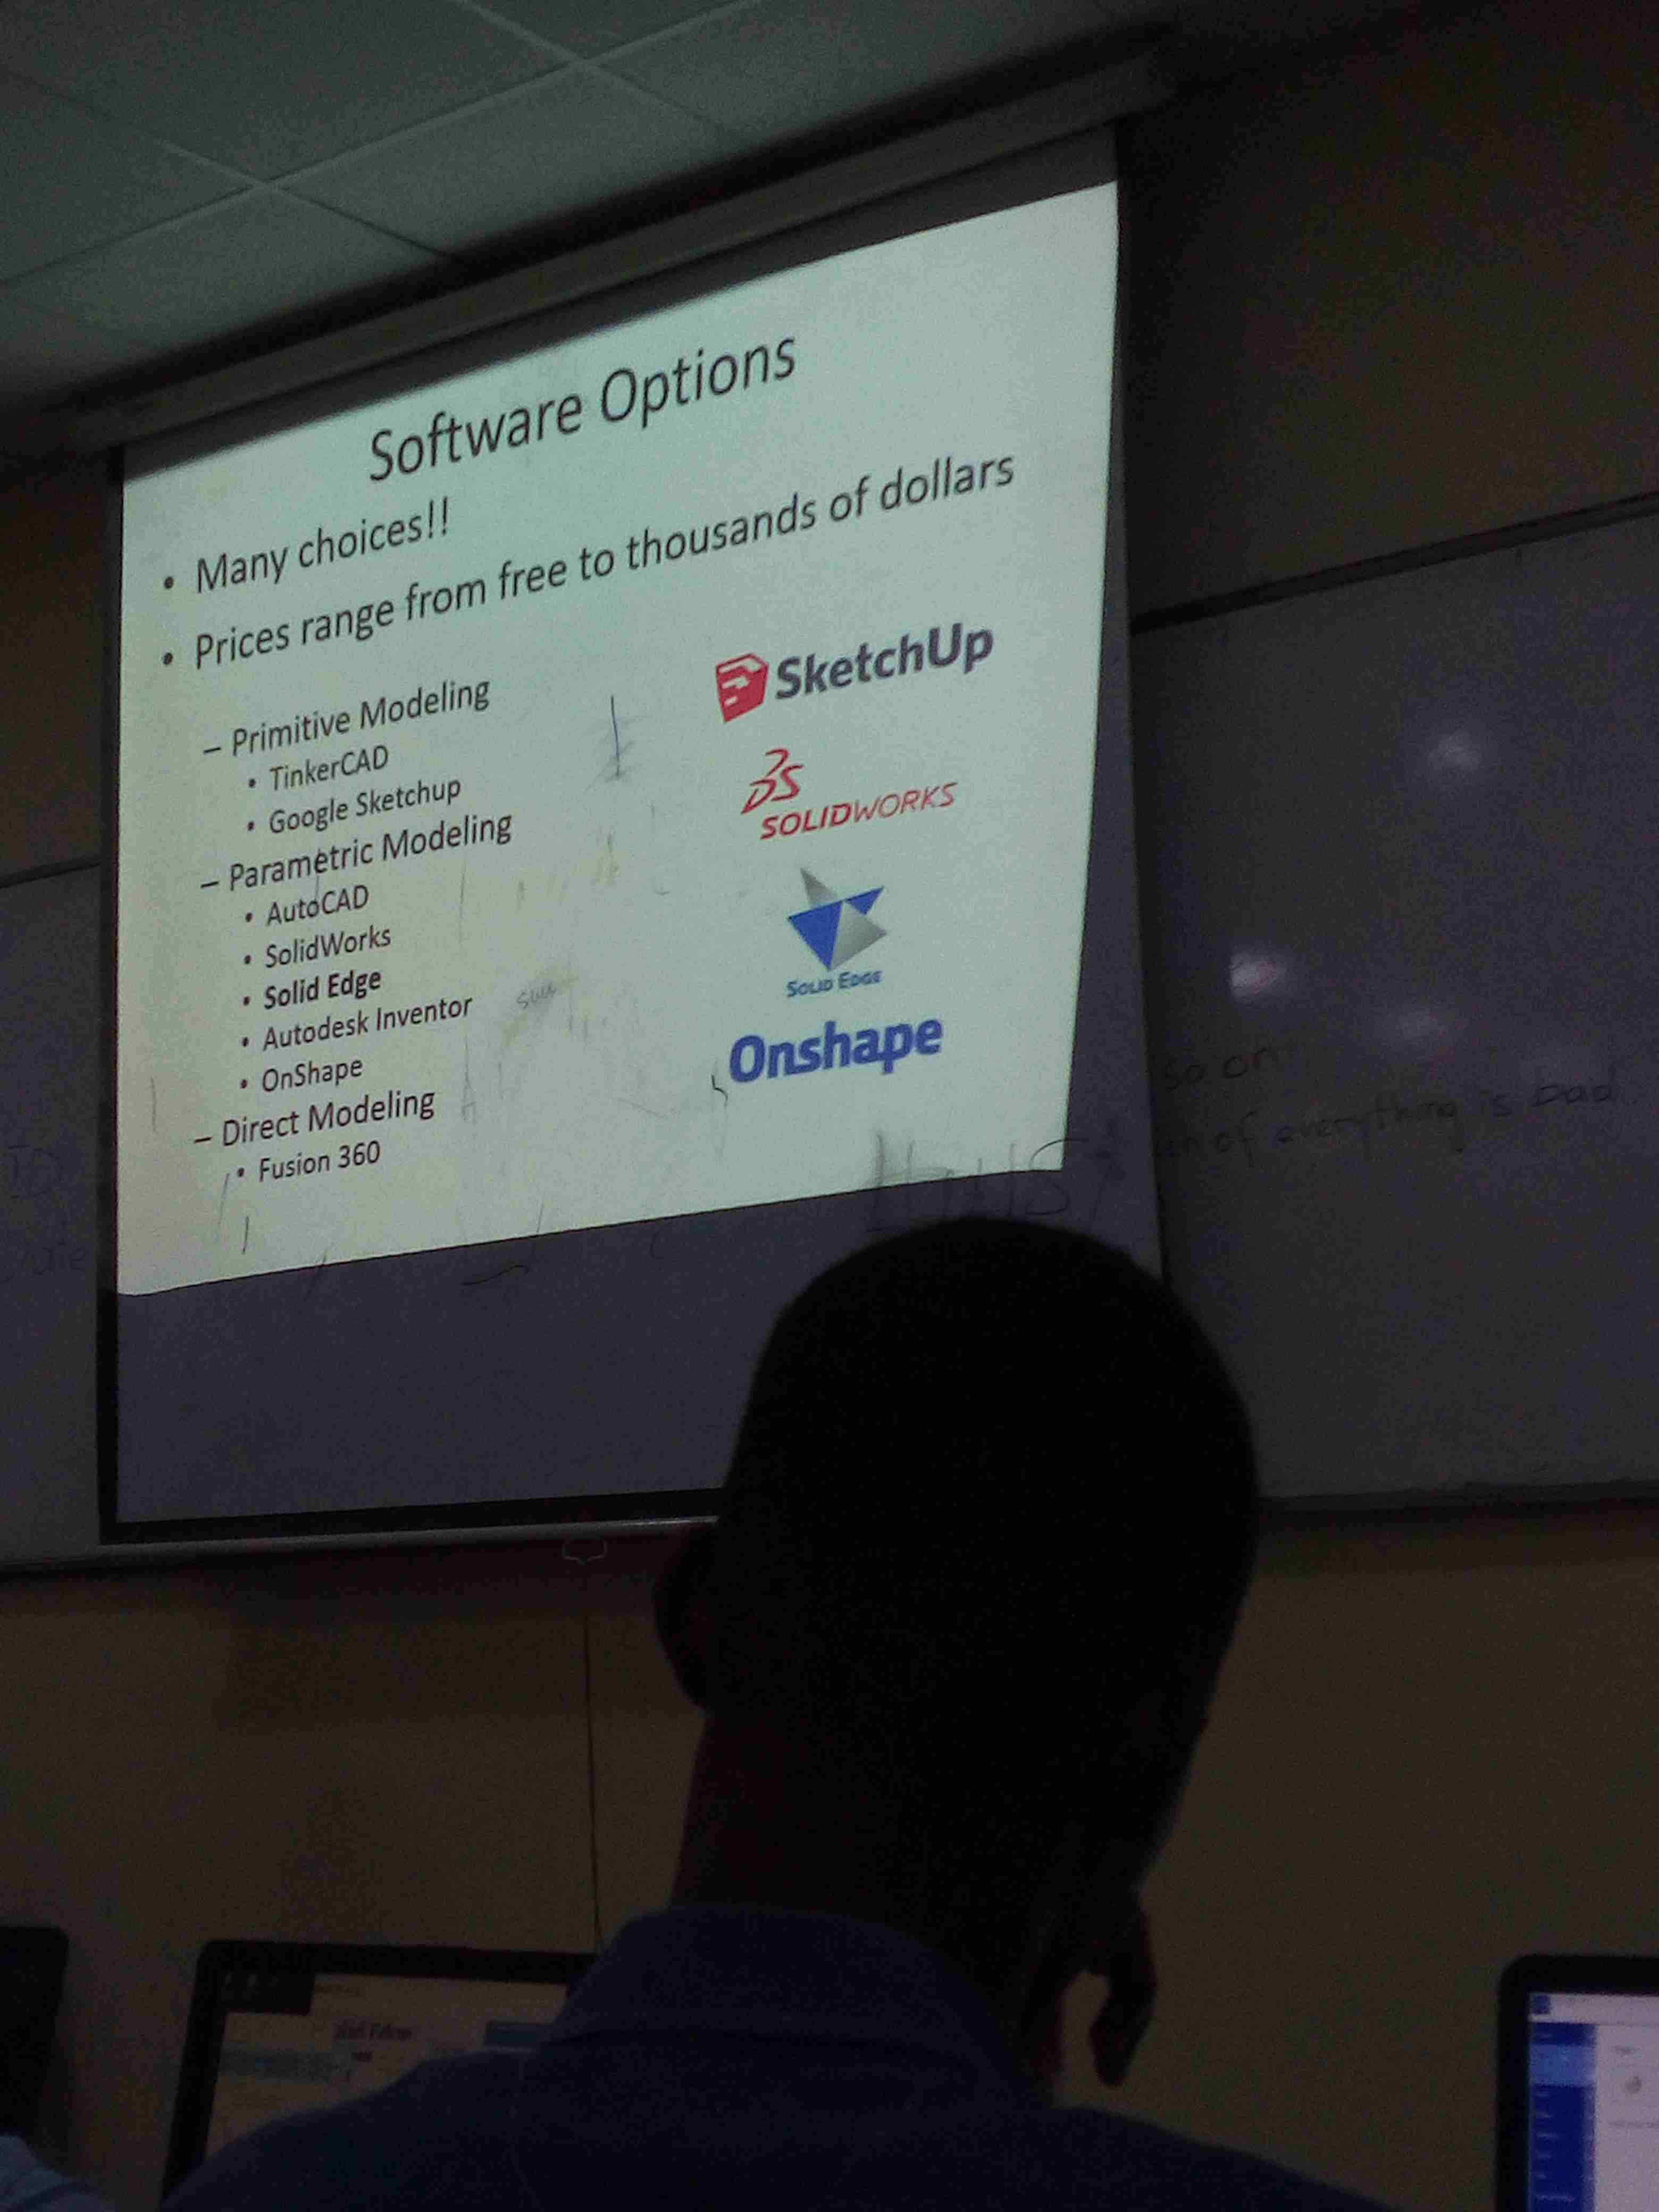 Software Options
• Many choices!!
• Prices range from free to thousands of dollars
– Primitive Modeling
• TinkerCAD
• Google Sketchup
– Parametric Modeling
• AutoCAD
• SolidWorks
• Solid Edge
• Autodesk Inventor
• OnShape
– Direct Modeling
• Fusion 360
SketchUp
DS
SOLIDWORKS
SOLID EDGE
Onshape
so on
of everything is bad